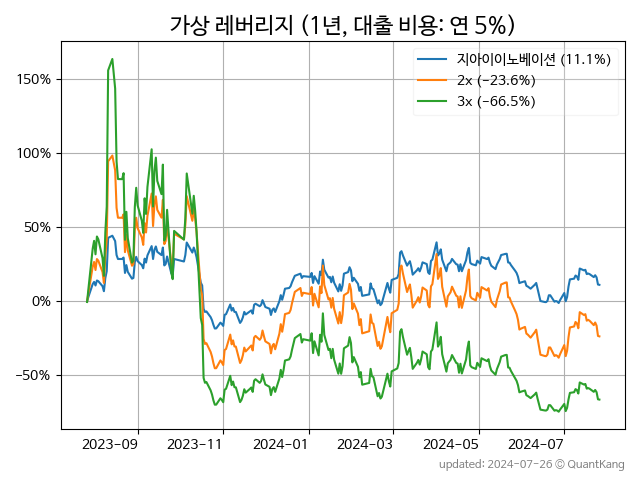 가상 레버리지 (1년, 대출 비용: 연 5%)
지아이이노베이션 (11.1%)
2x (−23.6%)
3x (−66.5%)
150%
100%
50%
0%
−50%
2023−09
2023−11
2024−01
2024−03
2024−05
2024−07
updated: 2024-07-26 © QuantKang